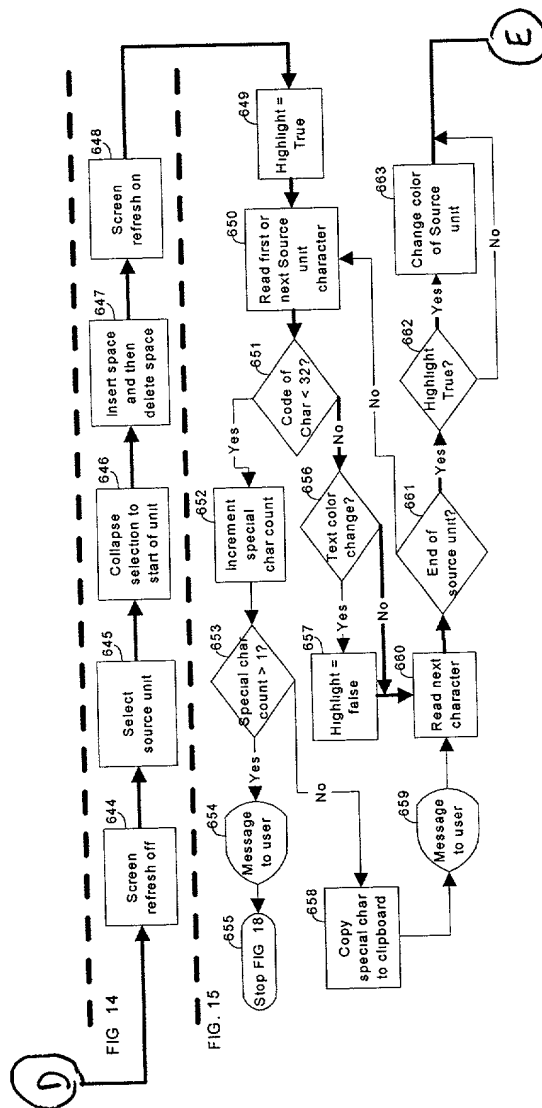 D
FIG 14
644
Screen
refresh off
645
Select
source unit
646
Collapse
selection to
start of unit
647
Insert space
and then
delete space
648
Screen
refresh on
FIG. 15
649
Highlight =
True
650
Read first or
next Source
unit
character
651
Code of
Char < 32?
Yes
No
652
Increment
special
char count
653
Special char
count > 1?
Yes
No
654
Message
to user
655
Stop FIG 18
656
Text color
change?
Yes
No
657
Highlight =
false
658
Copy
special char
to clipboard
659
Message
to user
660
Read next
character
661
End of
source unit?
No
Yes
662
Highlight
True?
Yes
No
663
Change color
of Source
unit
E